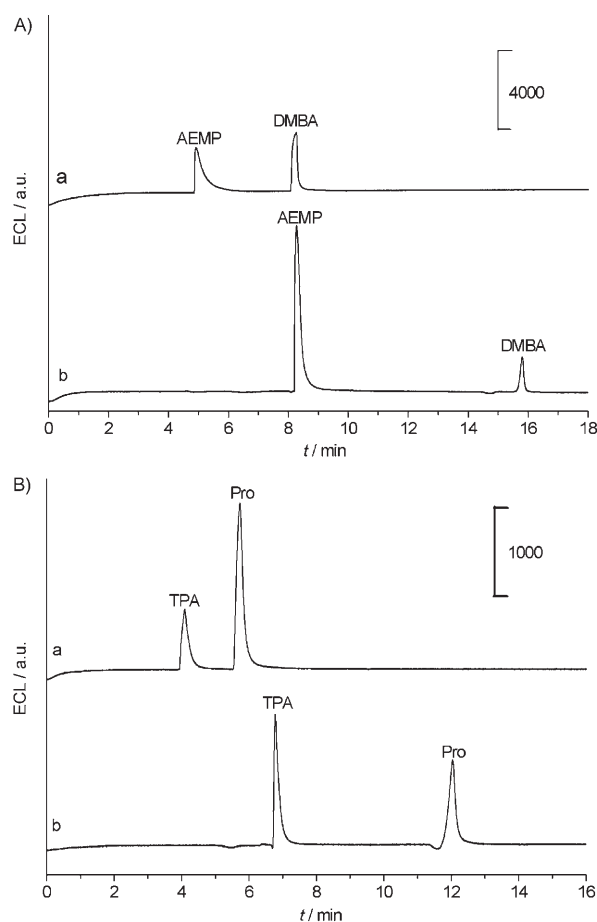 A)
4000
AEMP
DMBA
a
ECL / a.u.
AEMP
b
DMBA
0 2 4 6 8 10 12 14 16 18
t / min
B)
Pro
1000
TPA
a
ECL / a.u.
TPA
Pro
b
0 2 4 6 8 10 12 14 16
t / min